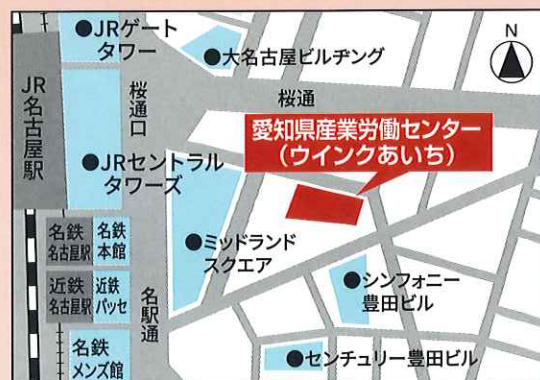 JRゲート
タワー
大名古屋ビルヂング
N
JR名古屋駅
桜通口
桜通
愛知県産業労働センター
(ウインクあいち)
JRセントラル
タワーズ
名鉄
名古屋駅
名鉄
本館
ミッドランド
スクエア
近鉄
名古屋駅
近鉄
パッセ
名駅通
シンフォニー
豊田ビル
名鉄
メンズ館
センチュリー豊田ビル